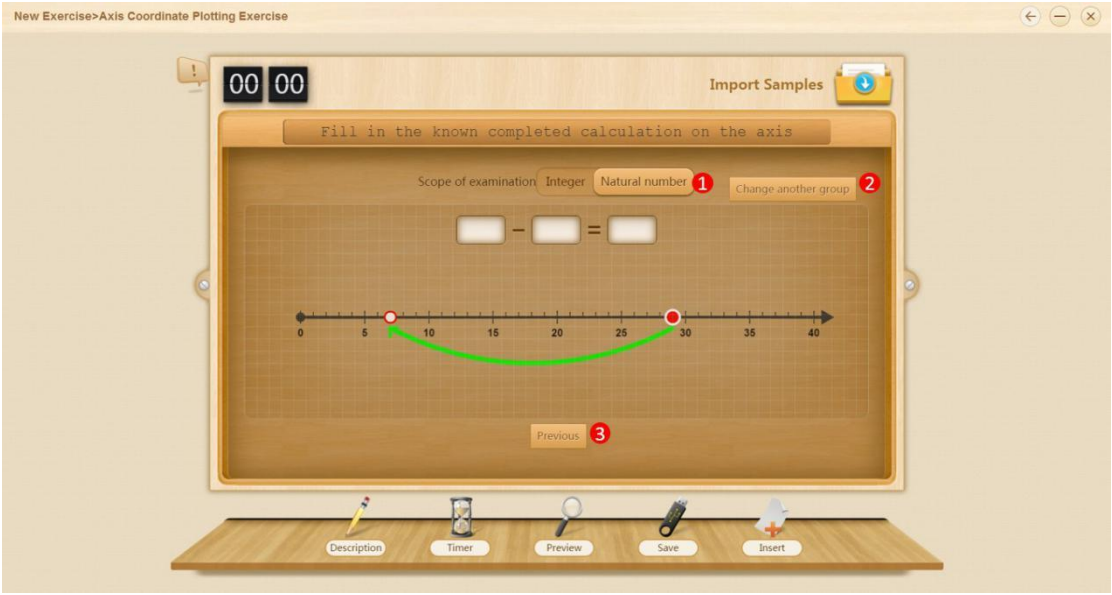 New Exercise>Axis Coordinate Plotting Exercise
!
00 00
Import Samples
Fill in the known completed calculation on the axis
Scope of examination Integer Natural number 1
Change another group 2
- =
0 5 10 15 20 25 30 35 40
Previous 3
Description Timer Preview Save Insert